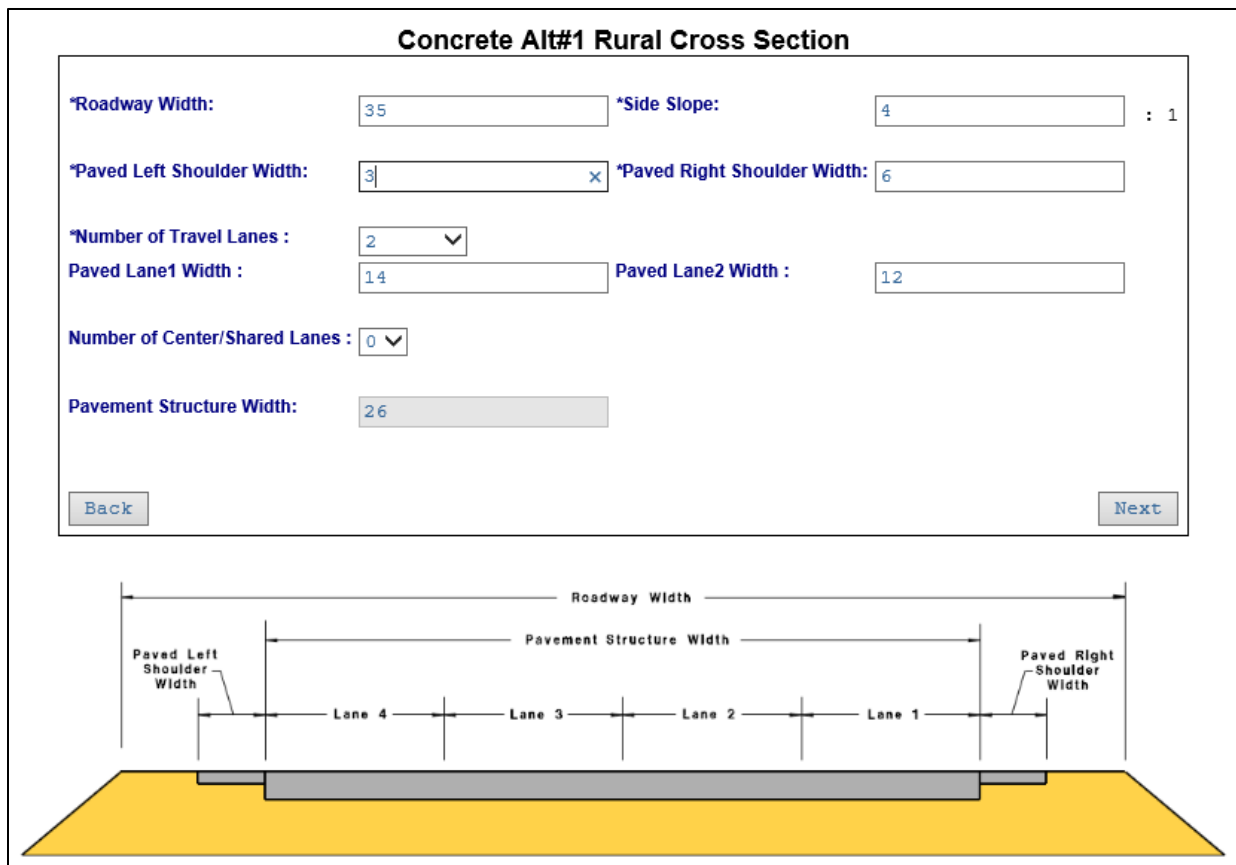 Concrete Alt#1 Rural Cross Section
*Roadway Width: 35 *Side Slope: 4 : 1
*Paved Left Shoulder Width: 3 × *Paved Right Shoulder Width: 6
*Number of Travel Lanes : 2
Paved Lane1 Width : 14 Paved Lane2 Width : 12
Number of Center/Shared Lanes : 0
Pavement Structure Width: 26
Back Next
Roadway Width
Pavement Structure Width
Paved Left
Shoulder
Width
Paved Right
Shoulder
Width
Lane 4 Lane 3 Lane 2 Lane 1